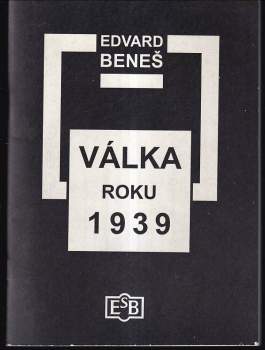 EDVARD
BENEŠ
VÁLKA
ROKU
1939
ESB